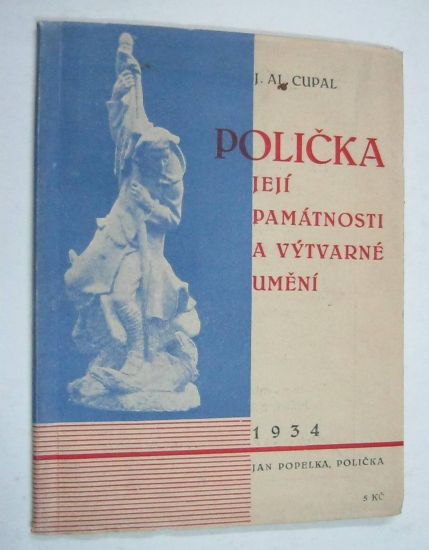 J. AL. CUPAL
POLIČKA
JEJÍ
PAMÁTNOSTI
A VÝTVARNÉ
UMĚNÍ
1934
JAN POPELKA, POLIČKA
5 KČ